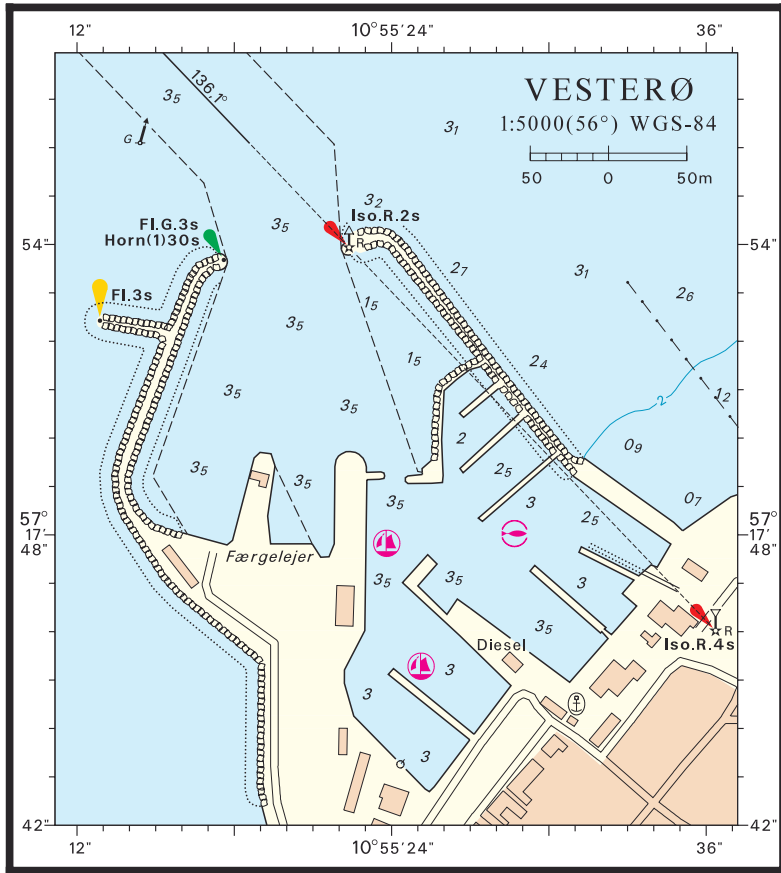 12" 10°55'24" 36"
VESTERØ
1:5000(56°) WGS-84
50 0 50m
136,1°
3₅
G
3₁
3₂
Iso.R.2s
R
Fl.G.3s
Horn(1)30s
3₅
54" 54"
2₇
3₁
2₆
Fl.3s
1₅
3₅
1₅
2₄
3₅
3₅
1₂
2
2
0₉
3₅
3₅
2₅
3₅
3
0₇
2₅
57°
17'
48"
57°
17'
48"
Færgelejer
3₅
3₅
3
3₅
R
Iso.R.4s
Diesel
3
3
3
42" 42"
12" 10°55'24" 36"